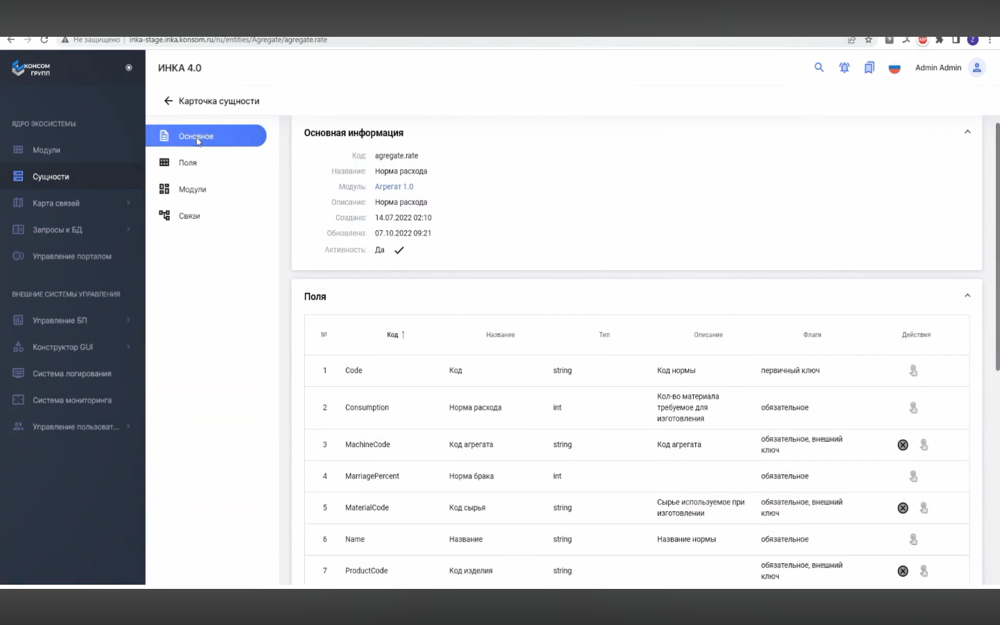 Не защищено
inka-stage.inka.konsom.ru/ru/entities/Agregate/agregate.rate
КОНСОМ
ГРУПП
ИНКА 4.0
Admin Admin
Карточка сущности
ЯДРО ЭКОСИСТЕМЫ
Модули
Сущности
Карта связей
Запросы к БД
Управление порталом
ВНЕШНИЕ СИСТЕМЫ УПРАВЛЕНИЯ
Управление БП
Конструктор GUI
Система логирования
Система мониторинга
Управление пользоват...
Основное
Поля
Модули
Связи
Основная информация
Код: agregate.rate
Название: Норма расхода
Модуль: Агрегат 1.0
Описание: Норма расхода
Создано: 14.07.2022 02:10
Обновлено: 07.10.2022 09:21
Активность: Да
Поля
№ Код Название Тип Описание Флаги Действия
1 Code Код string Код нормы первичный ключ
2 Consumption Норма расхода int Кол-во материала
требуемое для
изготовления
обязательное
3 MachineCode Код агрегата string Код агрегата обязательное, внешний
ключ
4 MarriagePercent Норма брака int обязательное
5 MaterialCode Код сырья string Сырье используемое при
изготовлении
обязательное, внешний
ключ
6 Name Название string Название нормы обязательное
7 ProductCode Код изделия string обязательное, внешний
ключ